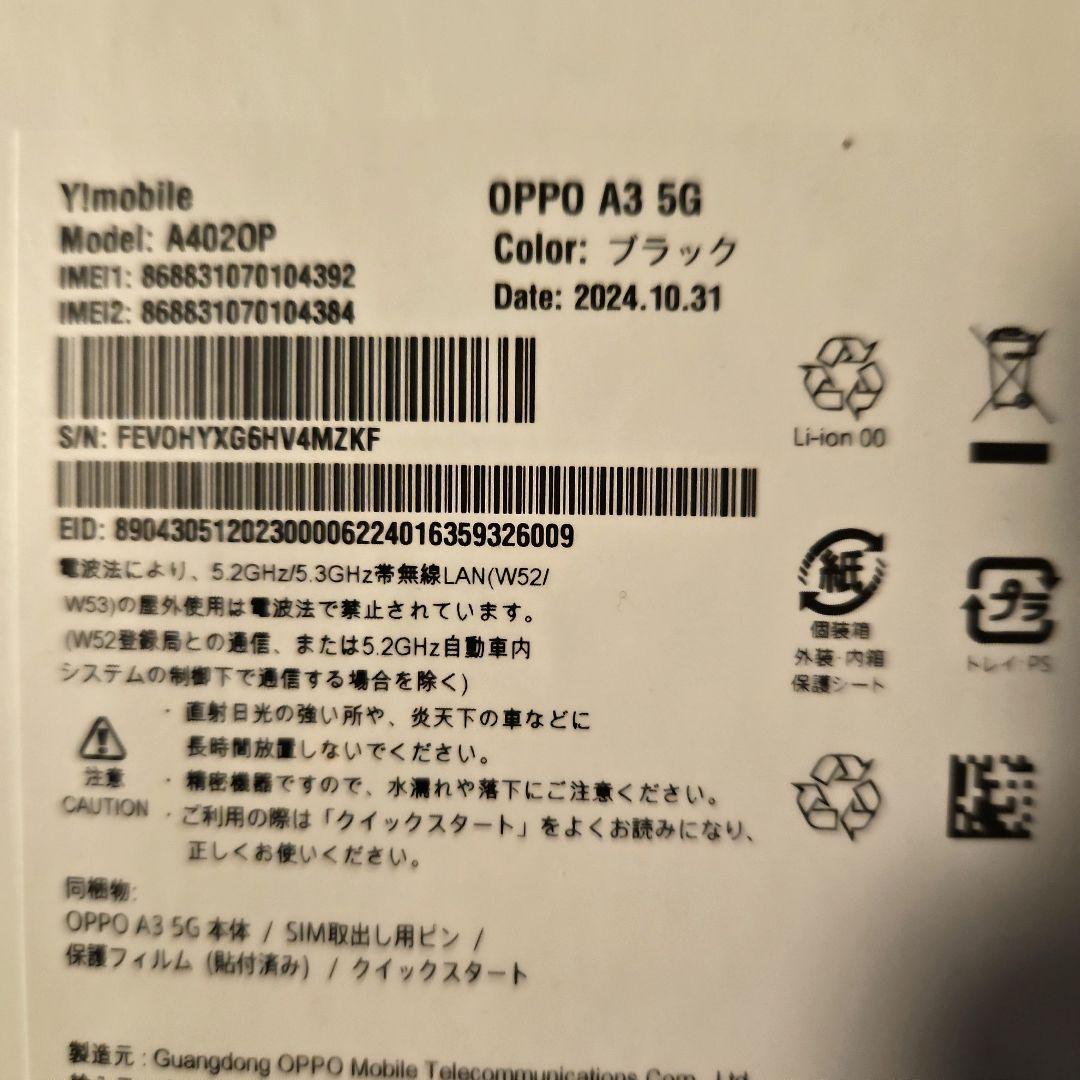 Y!mobile
OPPO A3 5G
Model: A402OP
Color: ブラック
IMEI1: 868831070104392
Date: 2024.10.31
IMEI2: 868831070104384
S/N: FEVOHYXG6HV4MZKF
Li-ion 00
EID: 89043051202300006224016359326009
電波法により、5.2GHz/5.3GHz帯無線LAN(W52/
W53)の屋外使用は電波法で禁止されています。
(W52登録局との通信、または5.2GHz自動車内
システムの制御下で通信する場合を除く)
紙
個装箱
外装・内箱
保護シート
プラ
トレイ・PS
注意
CAUTION
・直射日光の強い所や、炎天下の車などに
長時間放置しないでください。
・精密機器ですので、水濡れや落下にご注意ください。
・ご利用の際は「クイックスタート」をよくお読みになり、
正しくお使いください。
同梱物:
OPPO A3 5G 本体 / SIM取出し用ピン /
保護フィルム (貼付済み) / クイックスタート
製造元 : Guangdong OPPO Mobile Telecommunications Corp., Ltd.